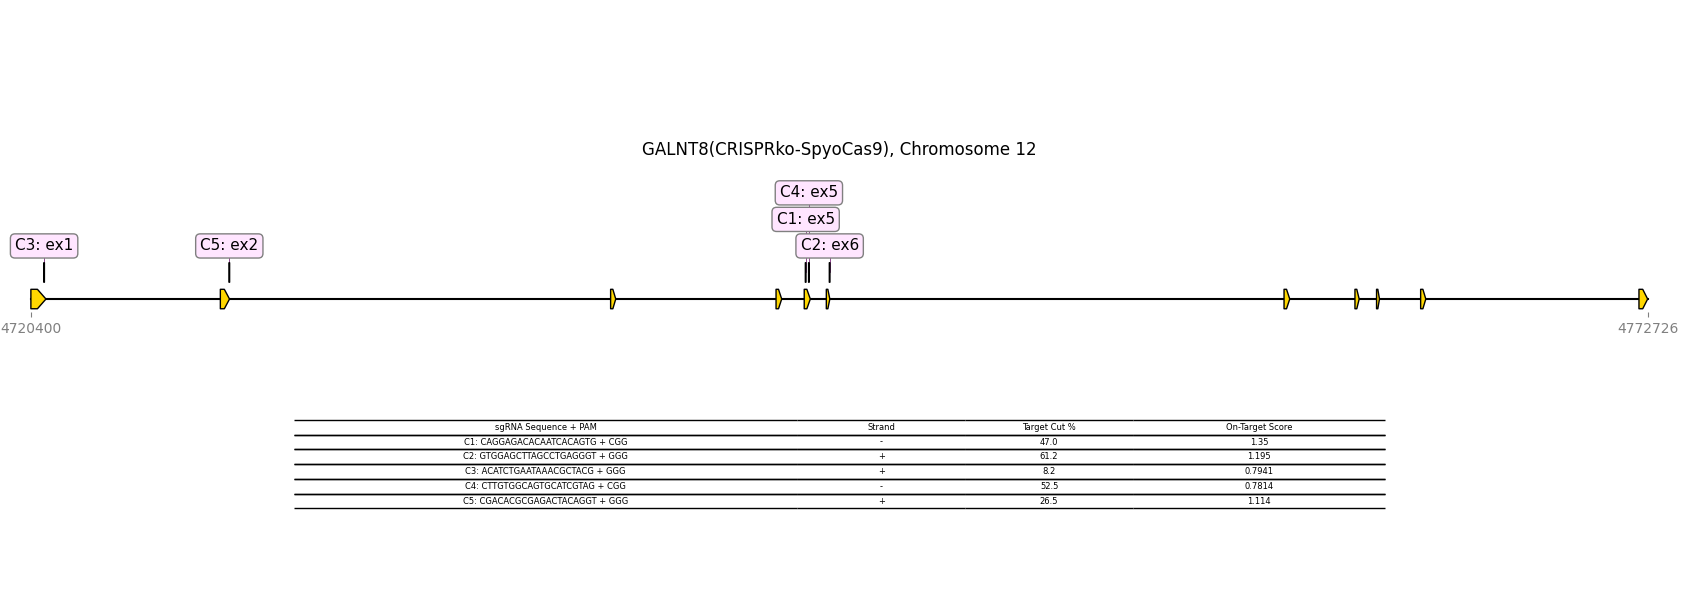 GALNT8(CRISPRko-SpyoCas9), Chromosome 12
C4: ex5
C1: ex5
C3: ex1 C5: ex2 C2: ex6
4720400 4772726
sgRNA Sequence + PAM Strand Target Cut % On-Target Score
C1: CAGGAGACACAATCACAGTG + CGG - 47.0 1.35
C2: GTGGAGCTTAGCCTGAGGGT + GGG + 61.2 1.195
C3: ACATCTGAATAAACGCTACG + GGG + 8.2 0.7941
C4: CTTGTGGCAGTGCATCGTAG + CGG - 52.5 0.7814
C5: CGACACGCGAGACTACAGGT + GGG + 26.5 1.114